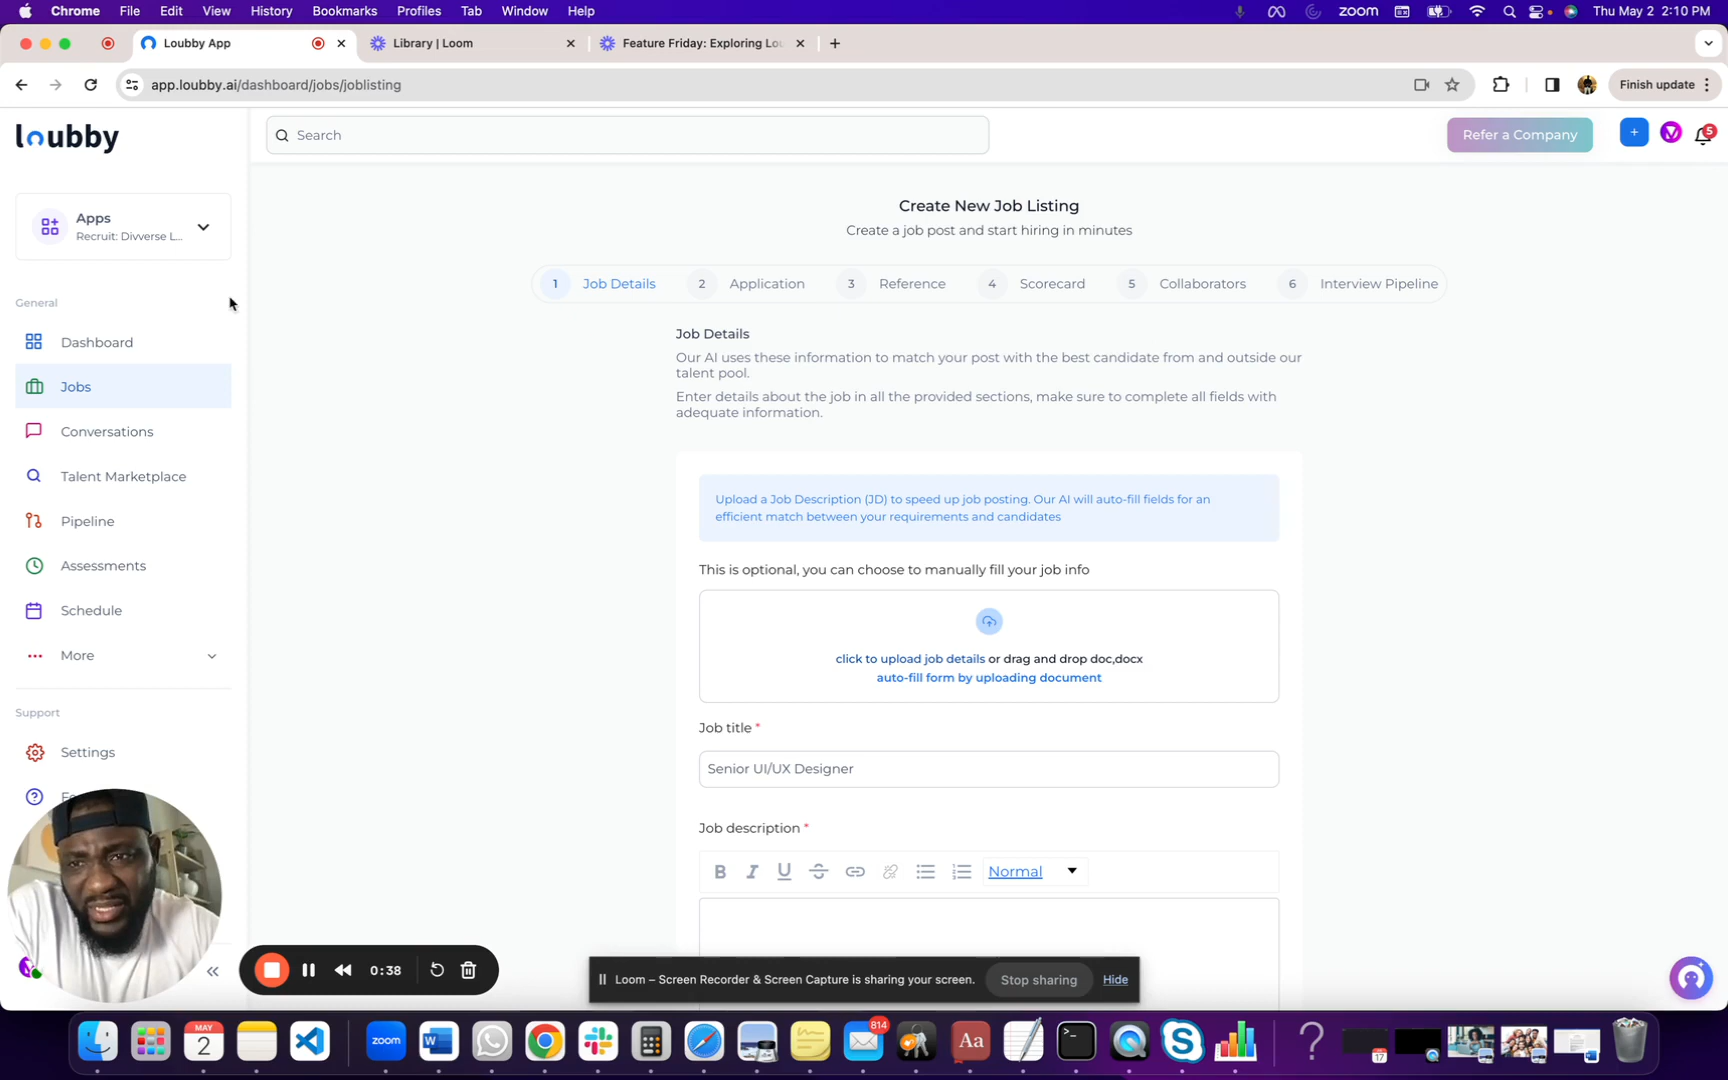 Chrome File Edit View History Bookmarks Profiles Tab Window Help
zoom Thu May 2 2:10 PM
Loubby App
Library | Loom
Feature Friday: Exploring Lou
app.loubby.ai/dashboard/jobs/joblisting
Finish update
loubby
Search
Refer a Company
+
5
Apps
Recruit: Divverse L...
General
Dashboard
Jobs
Conversations
Talent Marketplace
Pipeline
Assessments
Schedule
More
Support
Settings
Create New Job Listing
Create a job post and start hiring in minutes
1 Job Details 2 Application 3 Reference 4 Scorecard 5 Collaborators 6 Interview Pipeline
Job Details
Our AI uses these information to match your post with the best candidate from and outside our
talent pool.
Enter details about the job in all the provided sections, make sure to complete all fields with
adequate information.
Upload a Job Description (JD) to speed up job posting. Our AI will auto-fill fields for an
efficient match between your requirements and candidates
This is optional, you can choose to manually fill your job info
click to upload job details or drag and drop doc,docx
auto-fill form by uploading document
Job title *
Senior UI/UX Designer
Job description *
B I U S Normal
0:38
Loom – Screen Recorder & Screen Capture is sharing your screen. Stop sharing Hide
MAY
2
zoom
W
814
Aa
17